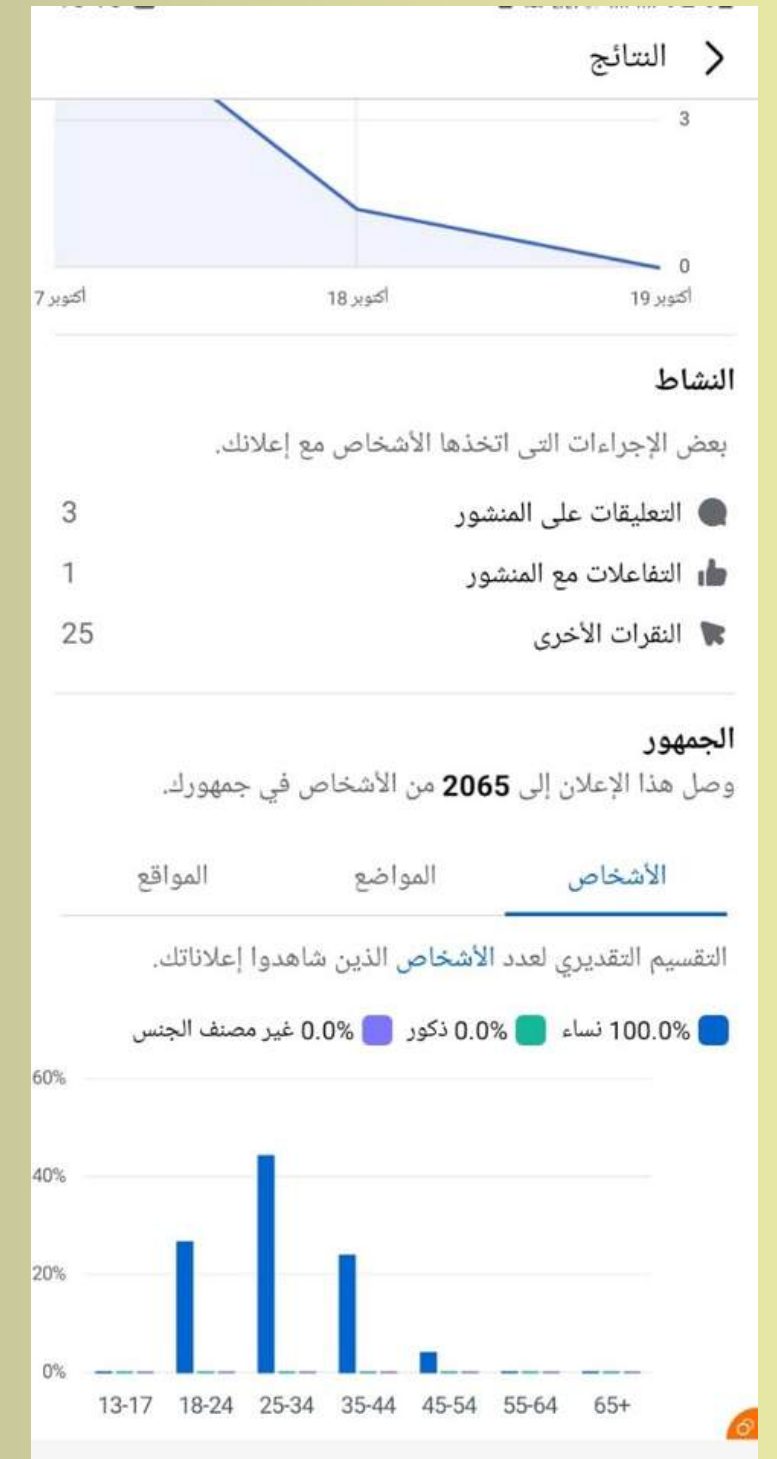 النتائج
3
0
أكتوبر 19
أكتوبر 18
أكتوبر 7
النشاط
بعض الإجراءات التى اتخذها الأشخاص مع إعلانك.
التعليقات على المنشور 3
التفاعلات مع المنشور 1
النقرات الأخرى 25
الجمهور
وصل هذا الإعلان إلى 2065 من الأشخاص في جمهورك.
الأشخاص المواضع المواقع
التقسيم التقديري لعدد الأشخاص الذين شاهدوا إعلاناتك.
100.0% نساء 0.0% ذكور 0.0% غير مصنف الجنس
60%
40%
20%
0%
13-17 18-24 25-34 35-44 45-54 55-64 65+